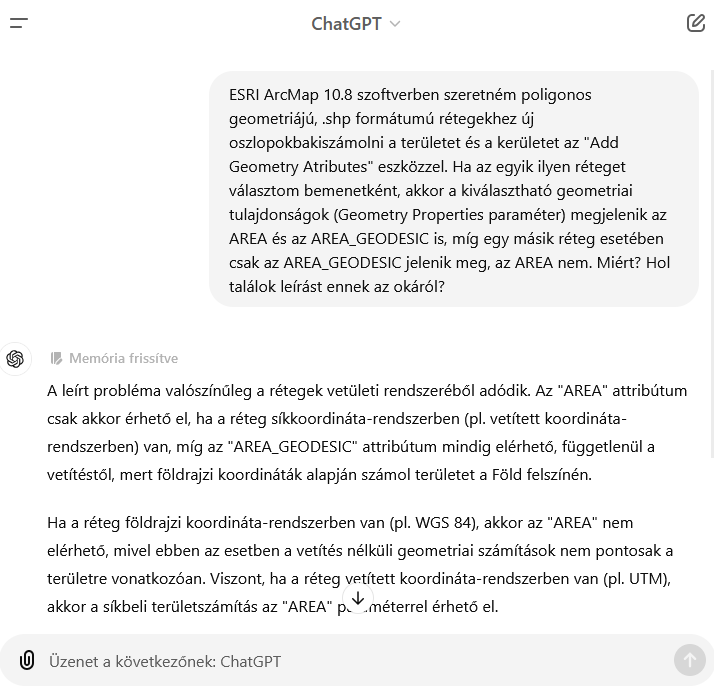 ChatGPT
ESRI ArcMap 10.8 szoftverben szeretném poligonos
geometriájú, .shp formátumú rétegekhez új
oszlopokbakiszámolni a területet és a kerületet az "Add
Geometry Atributes" eszközzel. Ha az egyik ilyen réteget
választom bemenetként, akkor a kiválasztható geometriai
tulajdonságok (Geometry Properties paraméter) megjelenik az
AREA és az AREA_GEODESIC is, míg egy másik réteg esetében
csak az AREA_GEODESIC jelenik meg, az AREA nem. Miért? Hol
találok leírást ennek az okáról?
Memória frissítve
A leírt probléma valószínűleg a rétegek vetületi rendszeréből adódik. Az "AREA" attribútum
csak akkor érhető el, ha a réteg síkkoordináta-rendszerben (pl. vetített koordináta-
rendszerben) van, míg az "AREA_GEODESIC" attribútum mindig elérhető, függetlenül a
vetítéstől, mert földrajzi koordináták alapján számol területet a Föld felszínén.
Ha a réteg földrajzi koordináta-rendszerben van (pl. WGS 84), akkor az "AREA" nem
elérhető, mivel ebben az esetben a vetítés nélküli geometriai számítások nem pontosak a
területre vonatkozóan. Viszont, ha a réteg vetített koordináta-rendszerben van (pl. UTM),
akkor a síkbeli területszámítás az "AREA" paraméterrel érhető el.
Üzenet a következőnek: ChatGPT